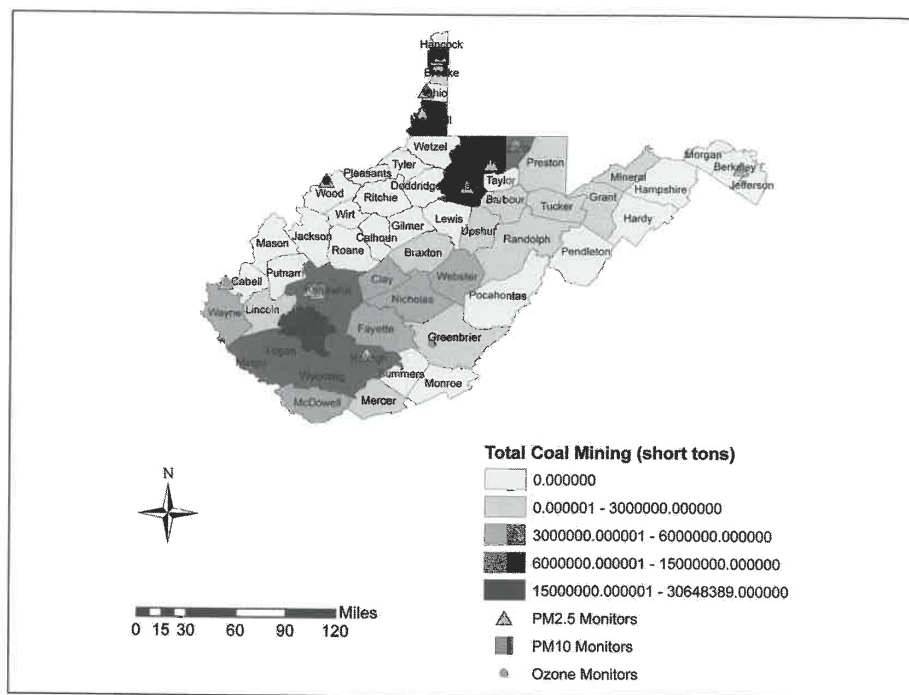 Hancock
Brooke
Ohio
Wetzel
Tyler
Pleasants
Wood
Ritchie
Doddridge
Taylor
Preston
Barbour
Mineral
Morgan
Berkeley
Jefferson
Hampshire
Grant
Hardy
Tucker
Wirt
Lewis
Gilmer
Calhoun
Upshur
Randolph
Pendleton
Jackson
Mason
Roane
Braxton
Putnam
Cabell
Kanawha
Clay
Webster
Pocahontas
Nicholas
Wayne
Lincoln
Fayette
Greenbrier
Logan
Raleigh
Mingo
Wyoming
Summers
Monroe
McDowell
Mercer
Total Coal Mining (short tons)
N
0.000000
0.000001 - 3000000.000000
3000000.000001 - 6000000.000000
6000000.000001 - 15000000.000000
15000000.000001 - 30648389.000000
PM2.5 Monitors
PM10 Monitors
Ozone Monitors
Miles
0 15 30 60 90 120